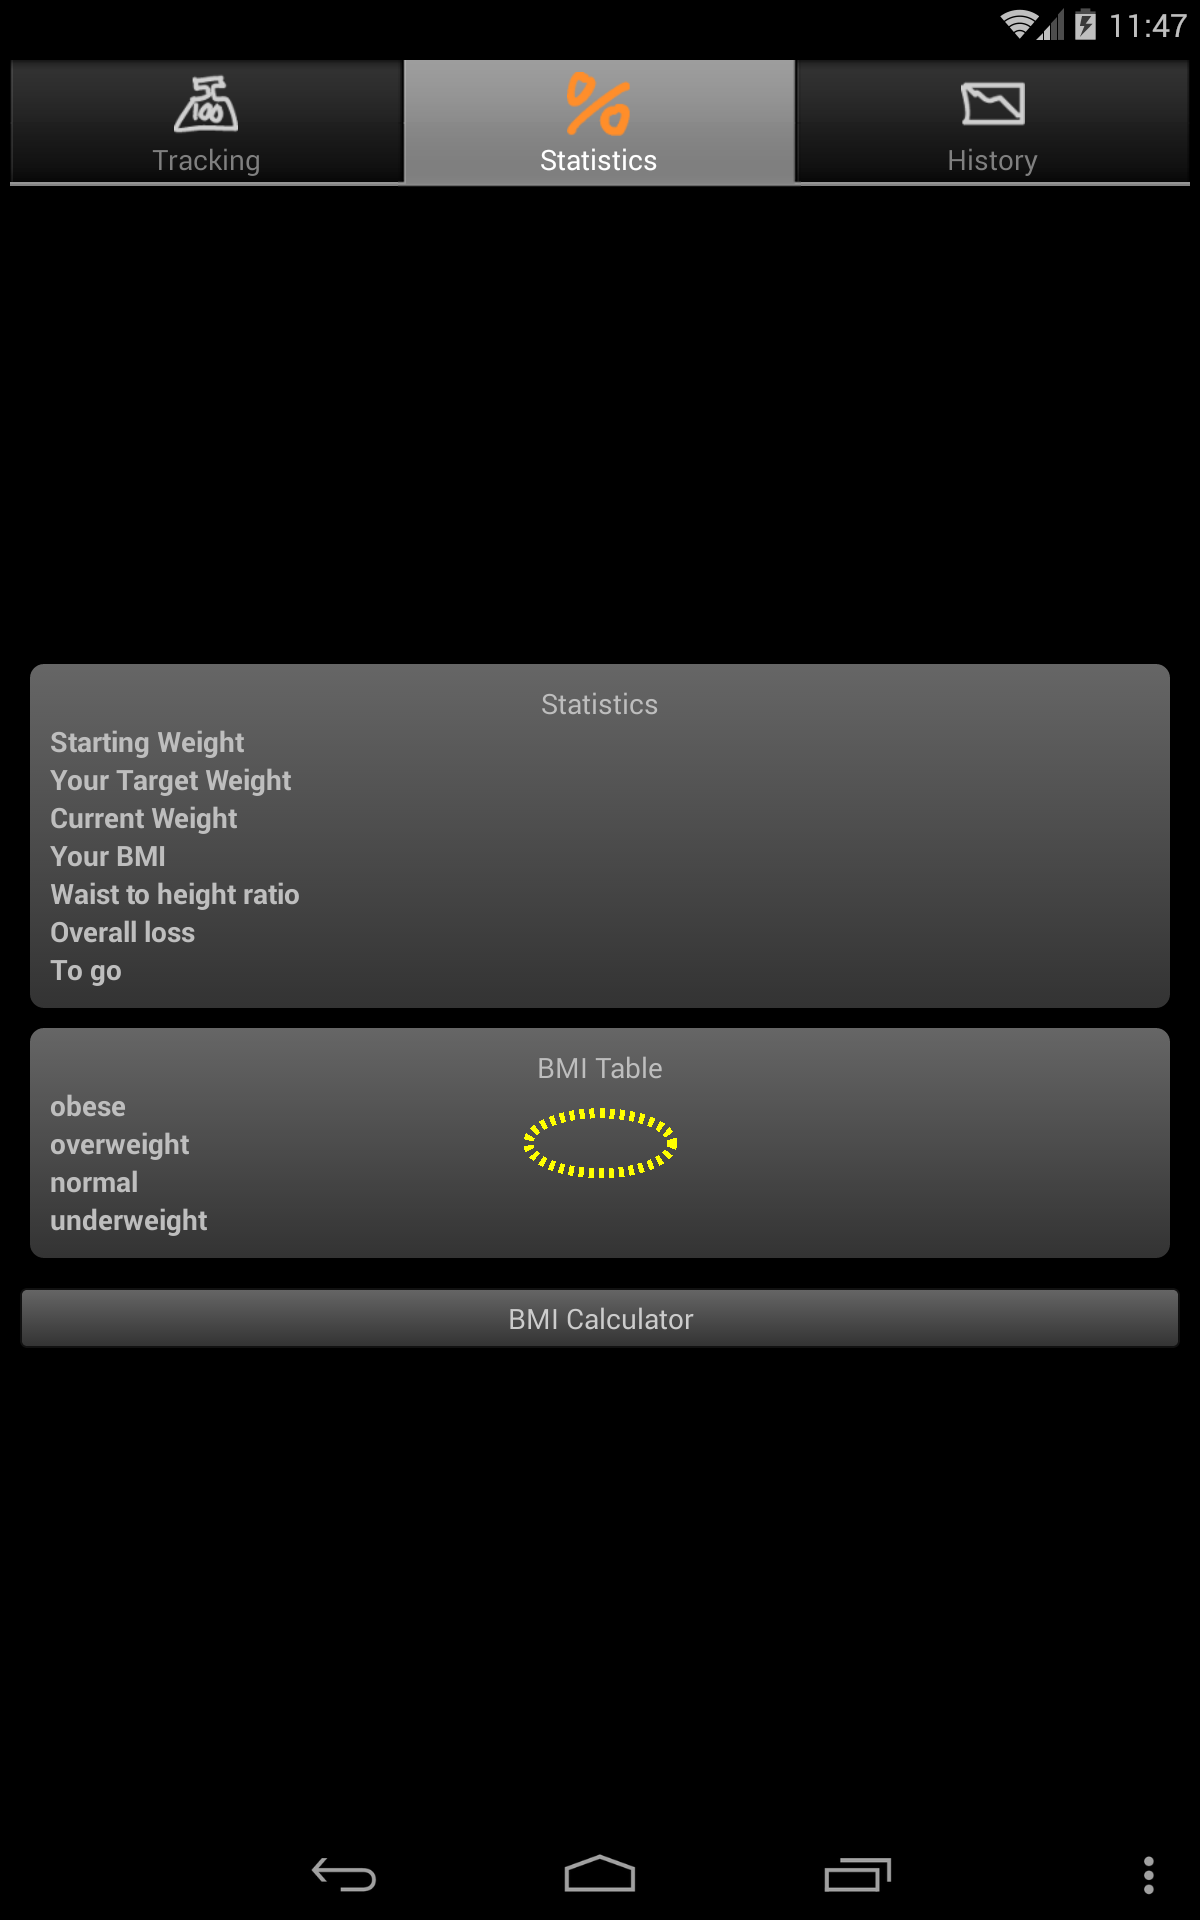 11:47
100
Tracking
%
Statistics
History
Statistics
Starting Weight
Your Target Weight
Current Weight
Your BMI
Waist to height ratio
Overall loss
To go
BMI Table
obese
overweight
normal
underweight
BMI Calculator